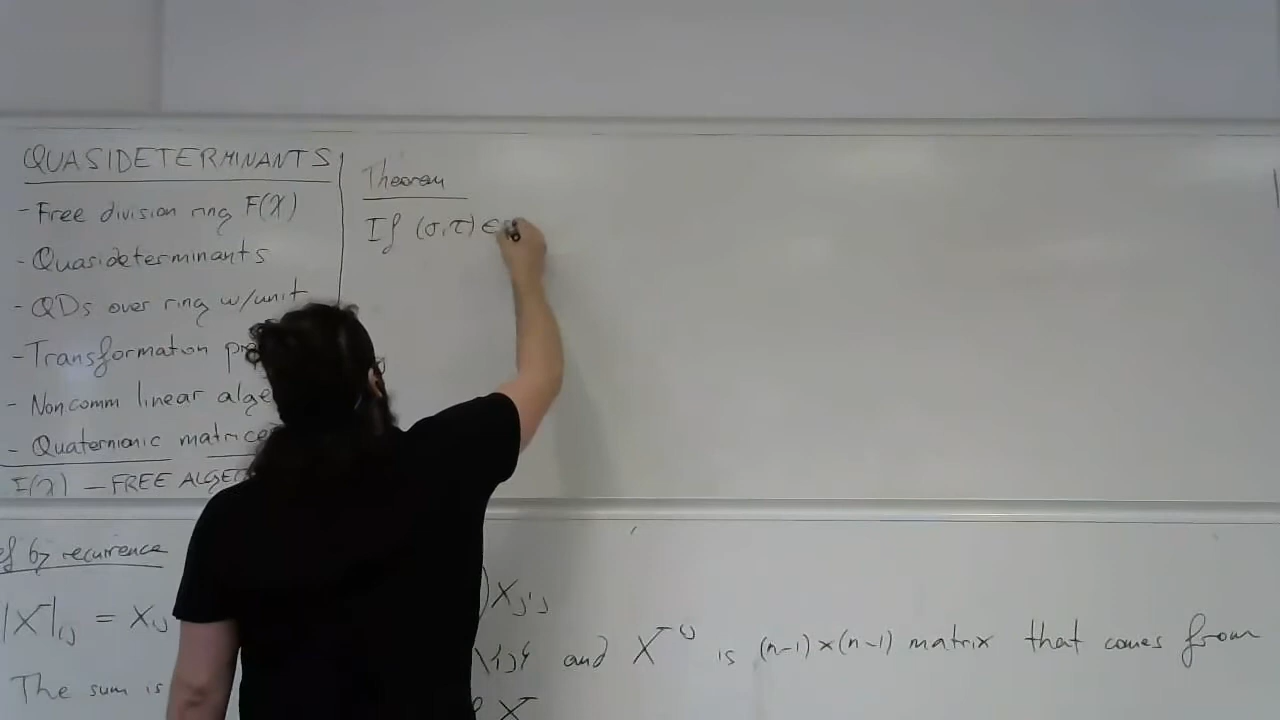 QUASIDETERMINANTS
- Free division ring F(X)
- Quasideterminants
- QDs over ring w/unit
- Transformation
- Noncomm linear
- Quaternionic
— FREE
Theorem
If (σ,τ) ∈
by recurrence
|X|ij = Xij
Xj'j
The sum is
and X^ij is (n-1)×(n-1) matrix that comes from
X